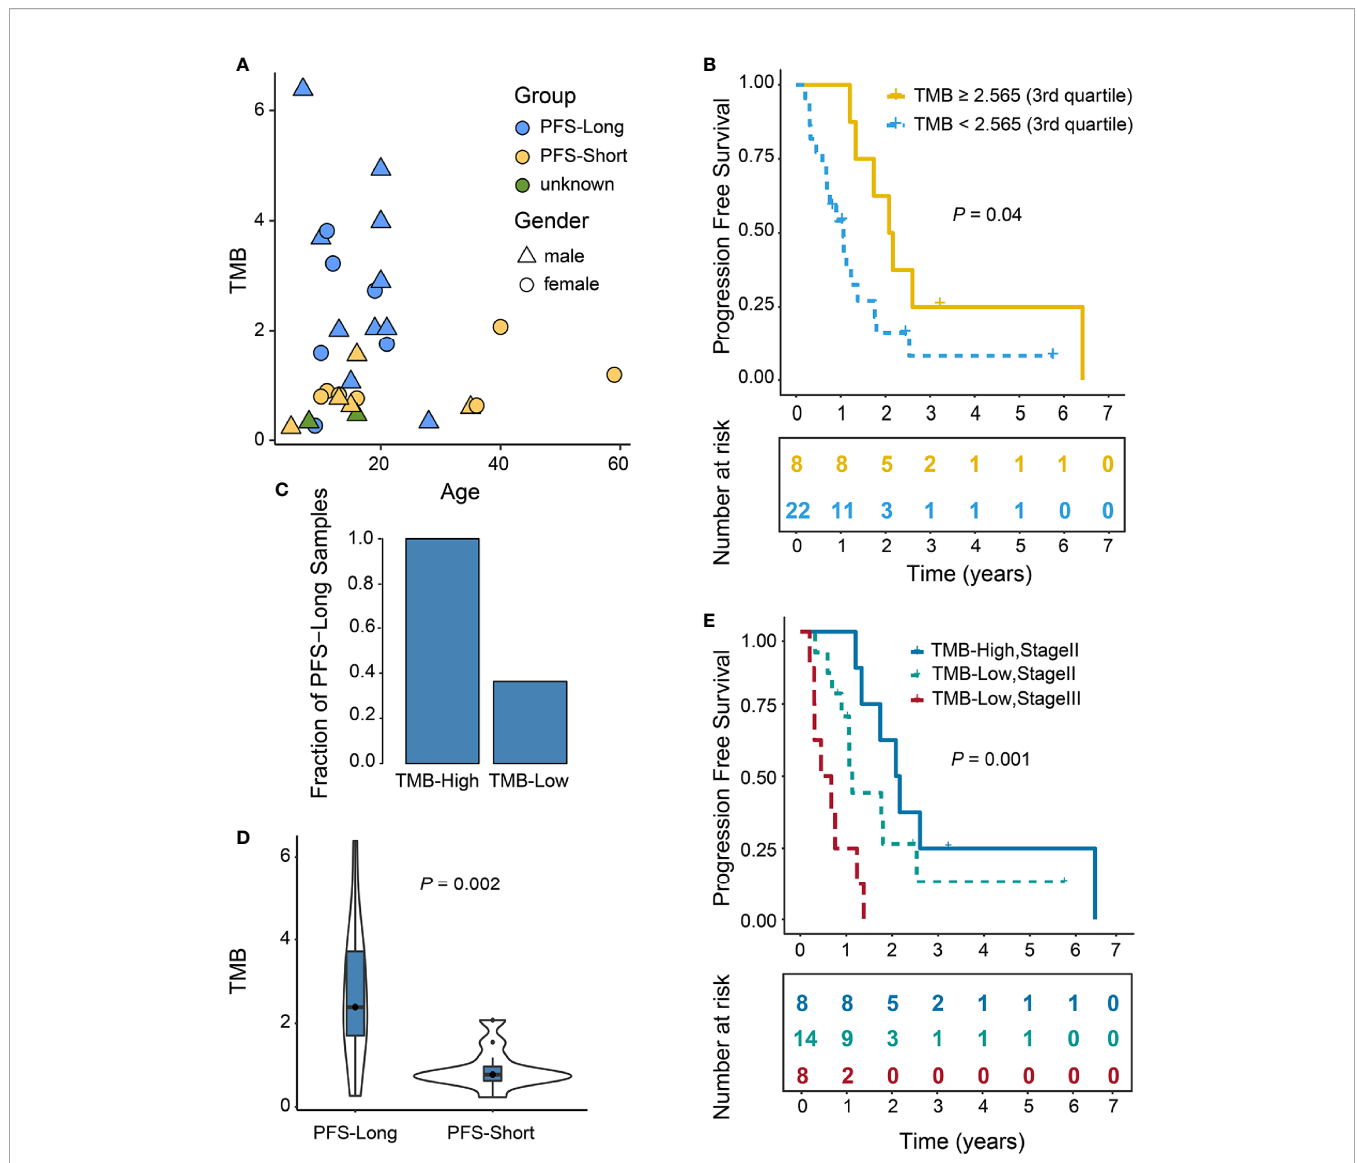 A
TMB
6
4
2
0
20
40
60
Age
Group
PFS-Long
PFS-Short
unknown
Gender
male
female
B
Progression Free Survival
1.00
0.75
0.50
0.25
0.00
TMB ≥ 2.565 (3rd quartile)
TMB < 2.565 (3rd quartile)
P = 0.04
0 1 2 3 4 5 6 7
Number at risk
8 8 5 2 1 1 1 0
22 11 3 1 1 1 0 0
0 1 2 3 4 5 6 7
Time (years)
C
Fraction of PFS−Long Samples
1.0
0.8
0.6
0.4
0.2
0.0
TMB-High TMB-Low
D
TMB
6
4
2
0
P = 0.002
PFS-Long PFS-Short
E
Progression Free Survival
1.00
0.75
0.50
0.25
0.00
TMB-High,StageII
TMB-Low,StageII
TMB-Low,StageIII
P = 0.001
0 1 2 3 4 5 6 7
Number at risk
8 8 5 2 1 1 1 0
14 9 3 1 1 1 0 0
8 2 0 0 0 0 0 0
0 1 2 3 4 5 6 7
Time (years)